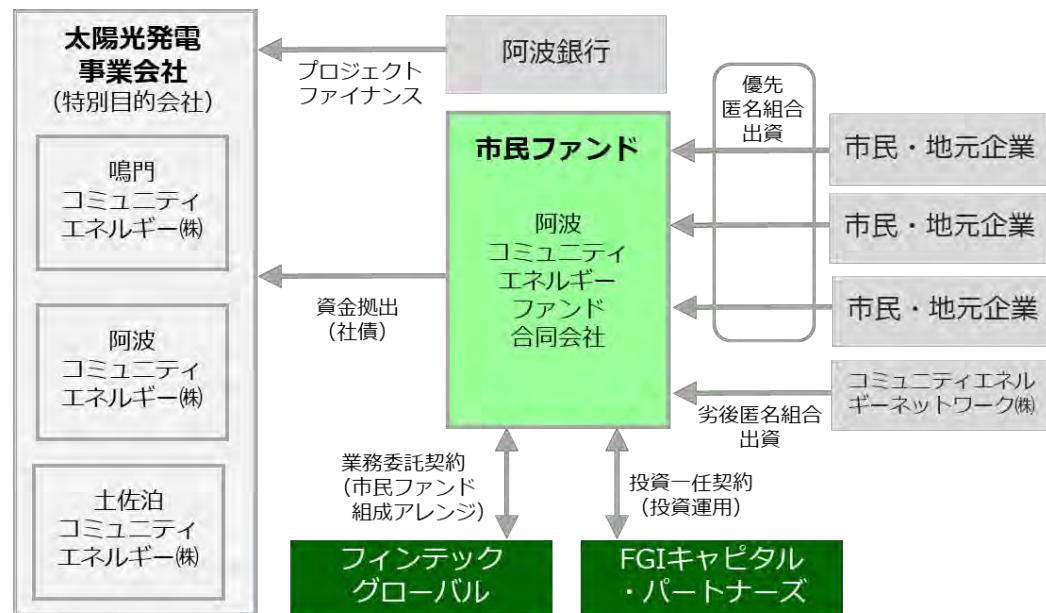 太陽光発電
事業会社
（特別目的会社）
鳴門
コミュニティ
エネルギー㈱
阿波
コミュニティ
エネルギー㈱
土佐泊
コミュニティ
エネルギー㈱
プロジェクト
ファイナンス
資金拠出
（社債）
阿波銀行
市民ファンド
阿波
コミュニティ
エネルギー
ファンド
合同会社
優先
匿名組合
出資
市民・地元企業
市民・地元企業
市民・地元企業
コミュニティエネル
ギーネットワーク㈱
劣後匿名組合
出資
業務委託契約
（市民ファンド
組成アレンジ）
投資一任契約
（投資運用）
フィンテック
グローバル
FGIキャピタル
・パートナーズ